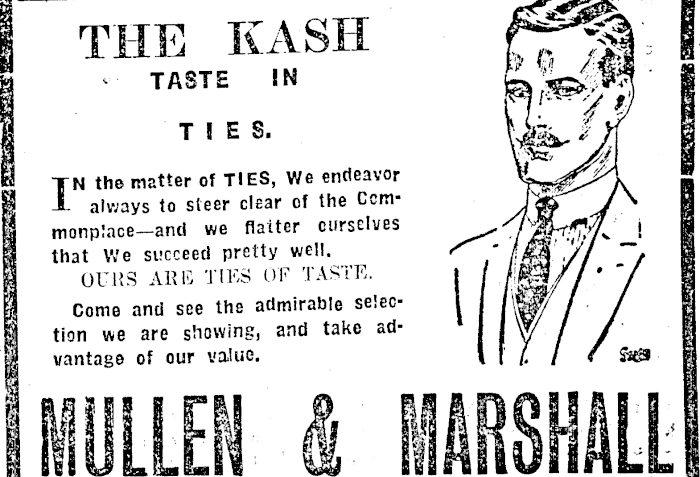 THE KASH
TASTE IN
TIES.
IN the matter of TIES, We endeavor
always to steer clear of the Com-
monplace—and we flatter ourselves
that We succeed pretty well.
OURS ARE TIES OF TASTE.
Come and see the admirable selec-
tion we are showing, and take ad-
vantage of our value.
MULLEN & MARSHALL